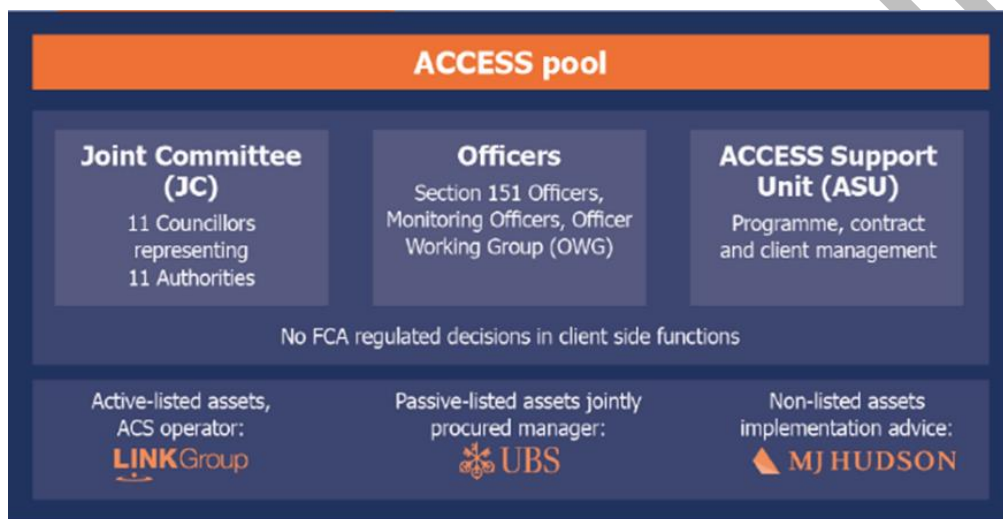 ACCESS pool
Joint Committee
(JC)
11 Councillors
representing
11 Authorities
Officers
Section 151 Officers,
Monitoring Officers, Officer
Working Group (OWG)
ACCESS Support
Unit (ASU)
Programme, contract
and client management
No FCA regulated decisions in client side functions
Active-listed assets,
ACS operator:
LINKGroup
Passive-listed assets jointly
procured manager:
UBS
Non-listed assets
implementation advice:
MJ HUDSON